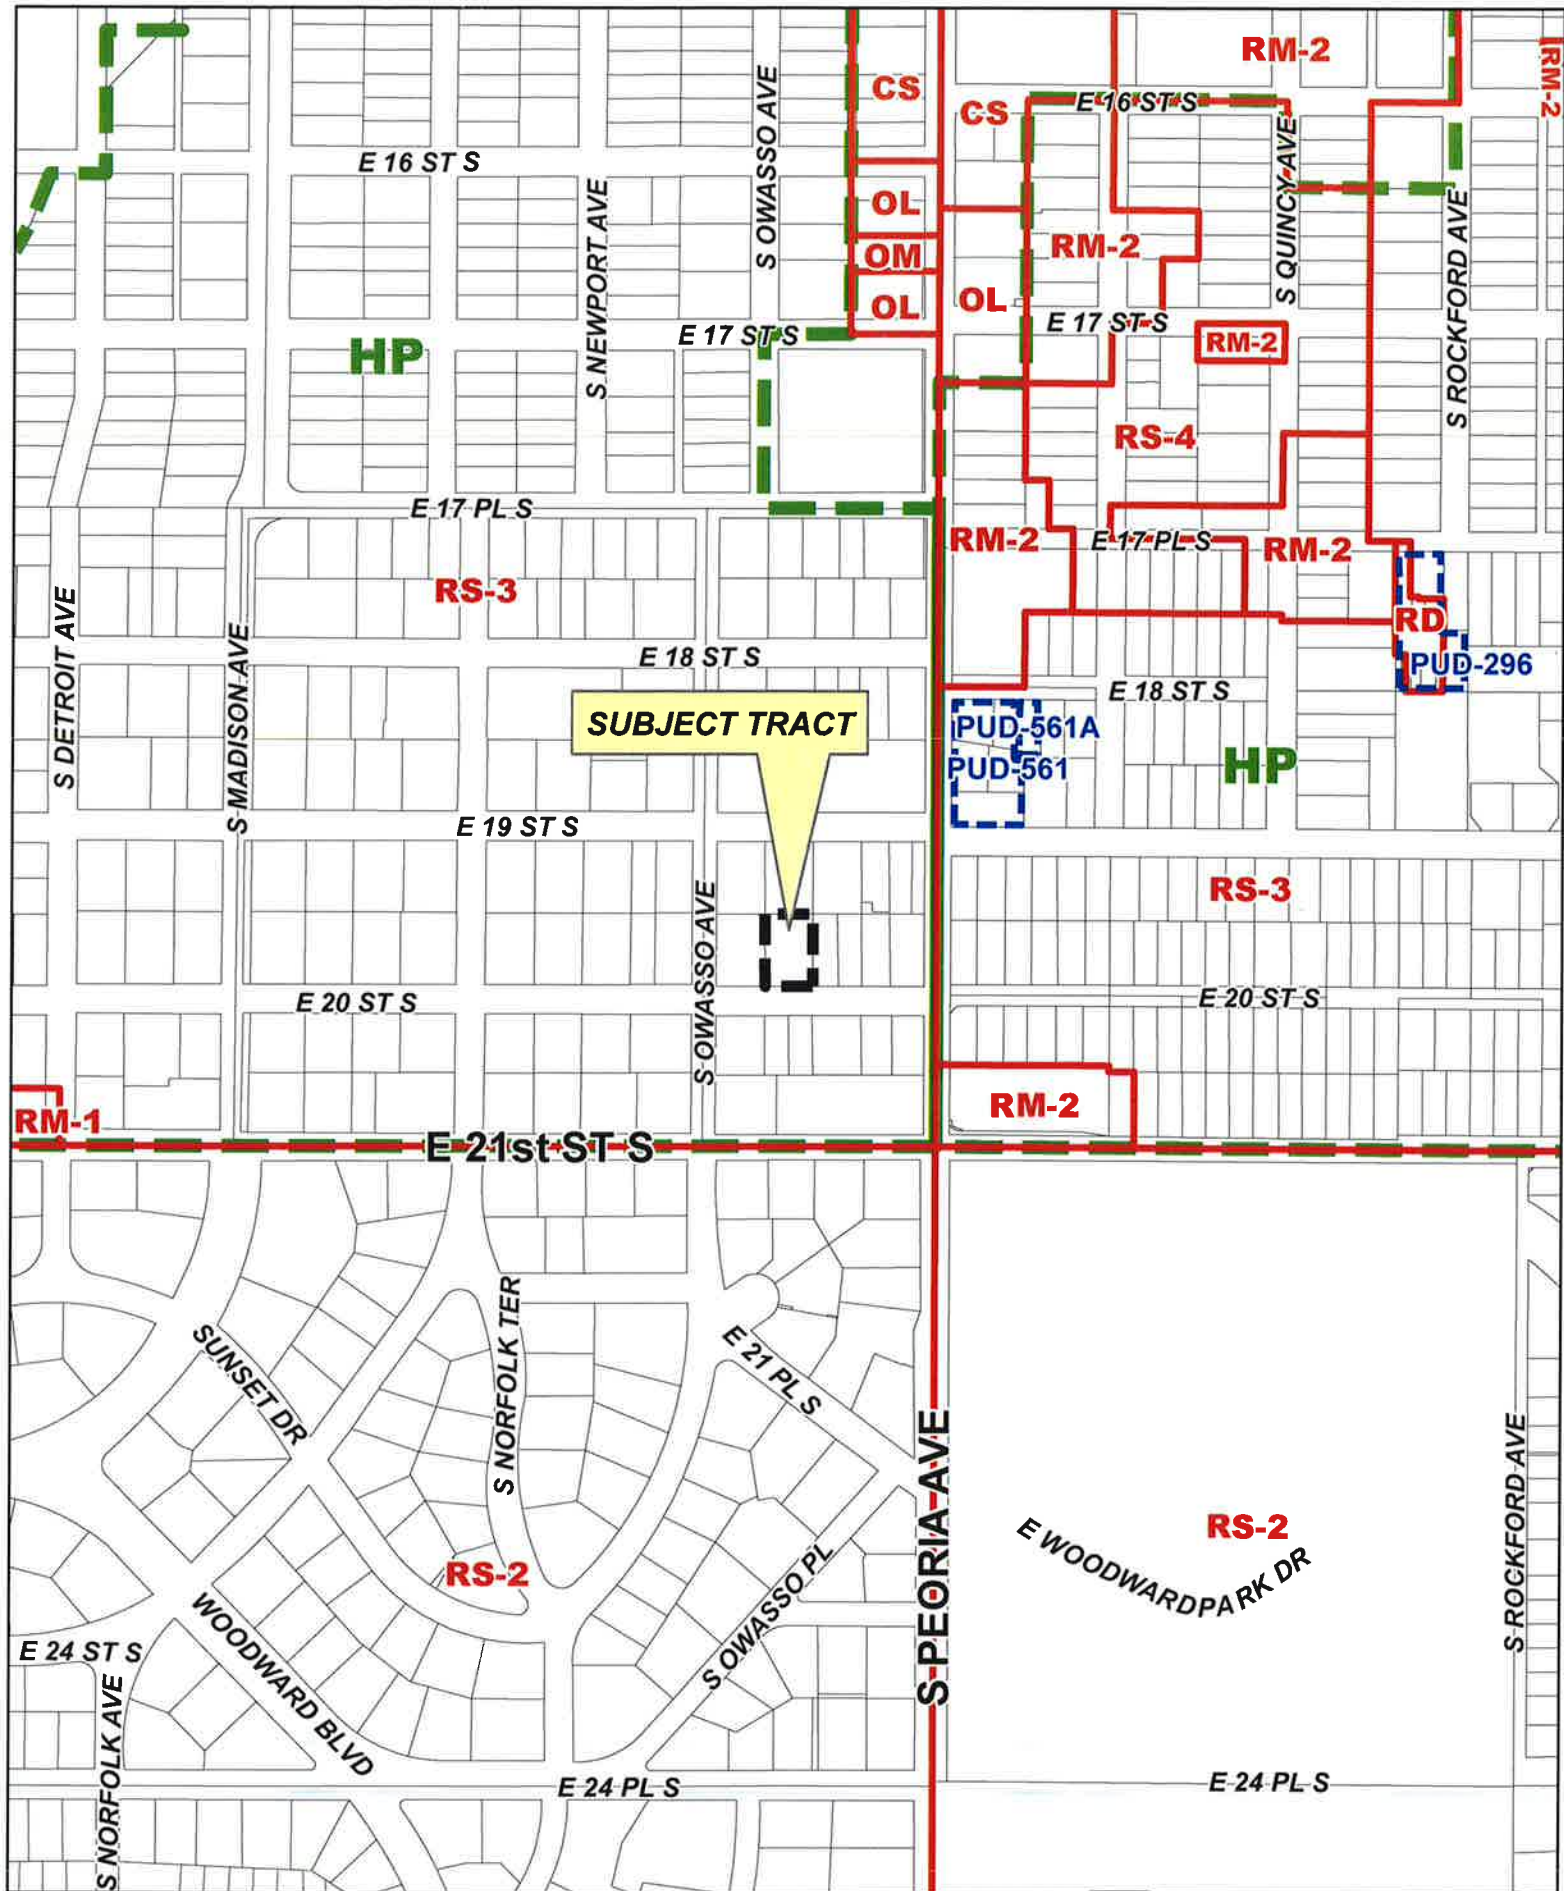 RM-2
RM-2
CS
CS
E 16 ST S
E 16 ST S
S OWASSO AVE
S NEWPORT AVE
S QUINCY AVE
S ROCKFORD AVE
OL
OM
OL
OL
RM-2
E 17 ST S
E 17 ST S
RM-2
HP
RS-4
E 17 PL S
RM-2
E 17 PL S
RM-2
RS-3
S DETROIT AVE
S MADISON AVE
RD
E 18 ST S
PUD-296
E 18 ST S
SUBJECT TRACT
PUD-561A
PUD-561
HP
E 19 ST S
RS-3
S OWASSO AVE
E 20 ST S
E 20 ST S
RM-1
RM-2
E 21st ST S
SUNSET DR
S NORFOLK TER
E 21 PL S
S PEORIA AVE
S ROCKFORD AVE
RS-2
E WOODWARD PARK DR
RS-2
S OWASSO PL
WOODWARD BLVD
E 24 ST S
S NORFOLK AVE
E 24 PL S
E 24 PL S